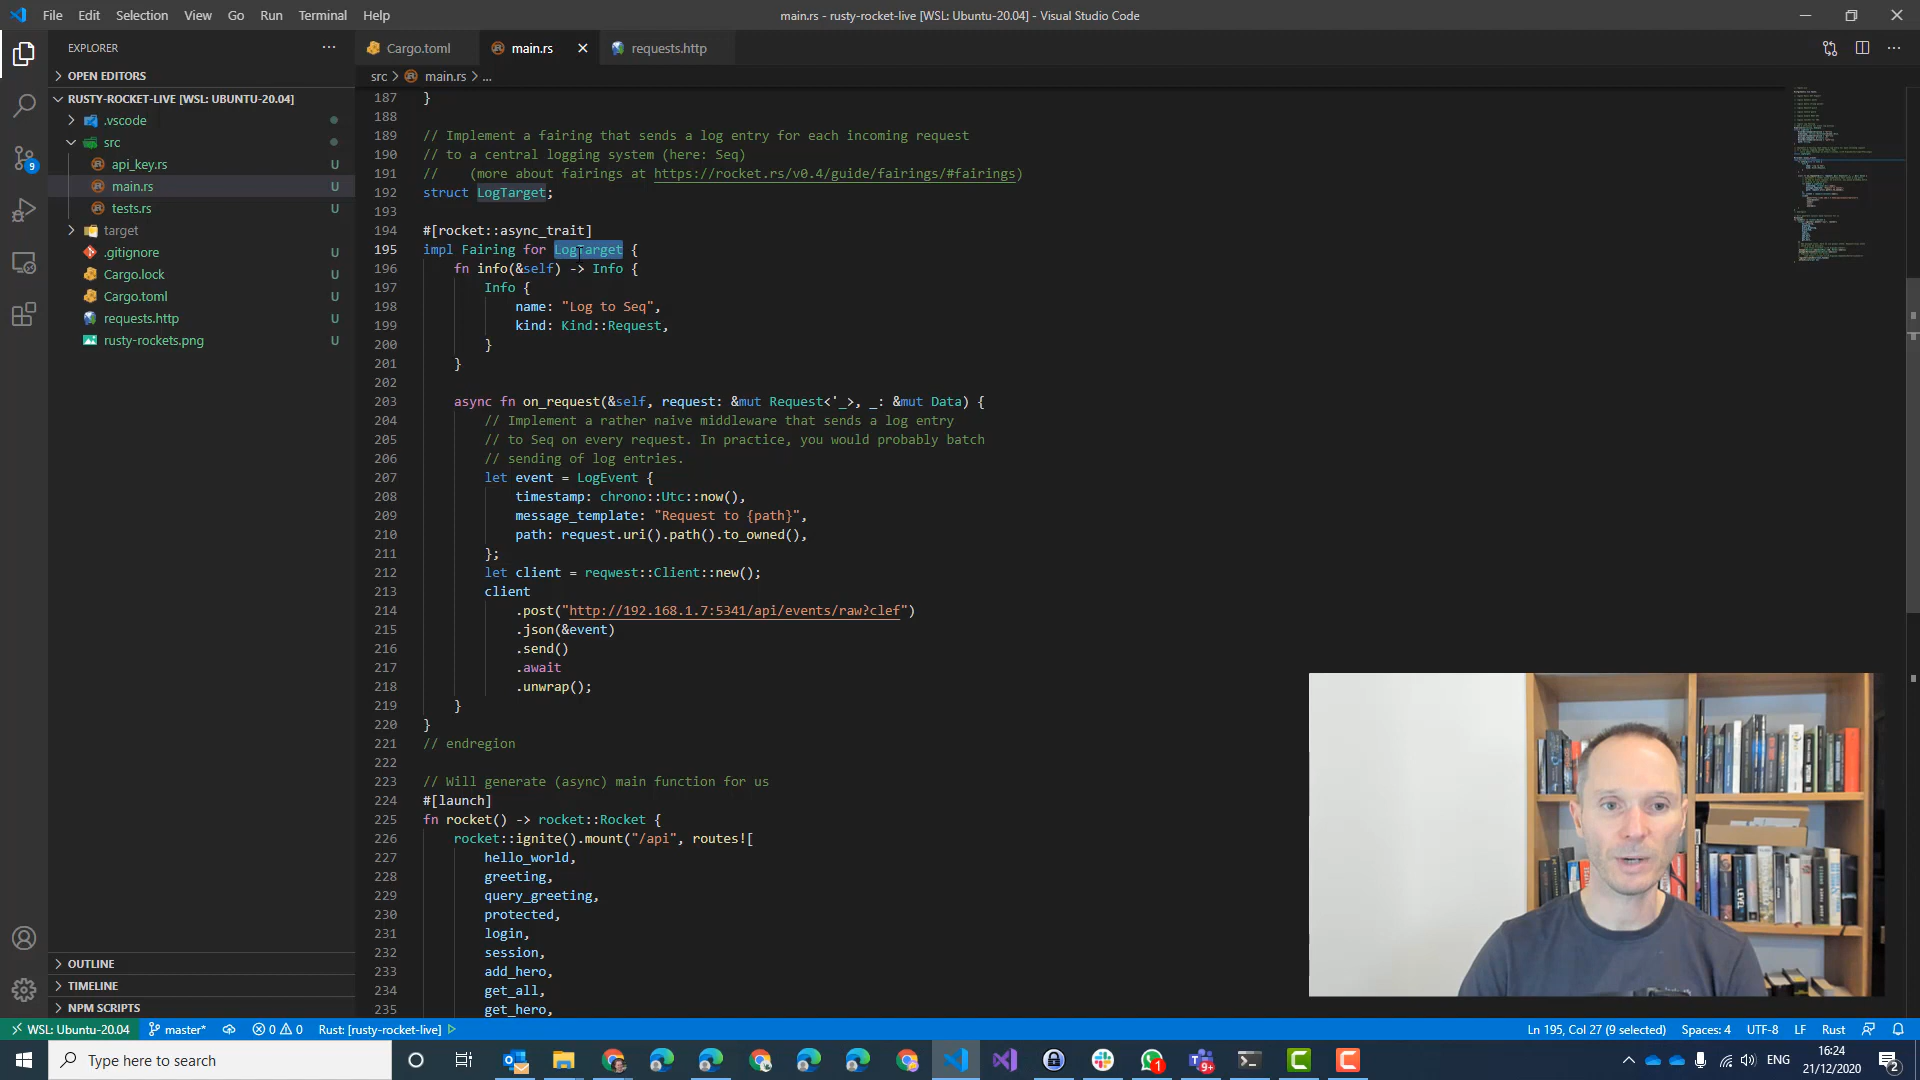 File Edit Selection View Go Run Terminal Help
main.rs - rusty-rocket-live [WSL: Ubuntu-20.04] - Visual Studio Code
EXPLORER
OPEN EDITORS
RUSTY-ROCKET-LIVE [WSL: UBUNTU-20.04]
.vscode
src
api_key.rs U
main.rs U
tests.rs U
target
.gitignore U
Cargo.lock U
Cargo.toml U
requests.http U
rusty-rockets.png U
OUTLINE
TIMELINE
NPM SCRIPTS
9
Cargo.toml main.rs requests.http
src > main.rs > ...
187 }
188
189 // Implement a fairing that sends a log entry for each incoming request
190 // to a central logging system (here: Seq)
191 //    (more about fairings at https://rocket.rs/v0.4/guide/fairings/#fairings)
192 struct LogTarget;
193
194 #[rocket::async_trait]
195 impl Fairing for LogTarget {
196     fn info(&self) -> Info {
197         Info {
198             name: "Log to Seq",
199             kind: Kind::Request,
200         }
201     }
202
203     async fn on_request(&self, request: &mut Request<'_>, _: &mut Data) {
204         // Implement a rather naive middleware that sends a log entry
205         // to Seq on every request. In practice, you would probably batch
206         // sending of log entries.
207         let event = LogEvent {
208             timestamp: chrono::Utc::now(),
209             message_template: "Request to {path}",
210             path: request.uri().path().to_owned(),
211         };
212         let client = reqwest::Client::new();
213         client
214             .post("http://192.168.1.7:5341/api/events/raw?clef")
215             .json(&event)
216             .send()
217             .await
218             .unwrap();
219     }
220 }
221 // endregion
222
223 // Will generate (async) main function for us
224 #[launch]
225 fn rocket() -> rocket::Rocket {
226     rocket::ignite().mount("/api", routes![
227         hello_world,
228         greeting,
229         query_greeting,
230         protected,
231         login,
232         session,
233         add_hero,
234         get_all,
235         get_hero,
WSL: Ubuntu-20.04 master* 0 0 Rust: [rusty-rocket-live] Ln 195, Col 27 (9 selected) Spaces: 4 UTF-8 LF Rust
Type here to search
9+
1
ENG
16:24
21/12/2020
2